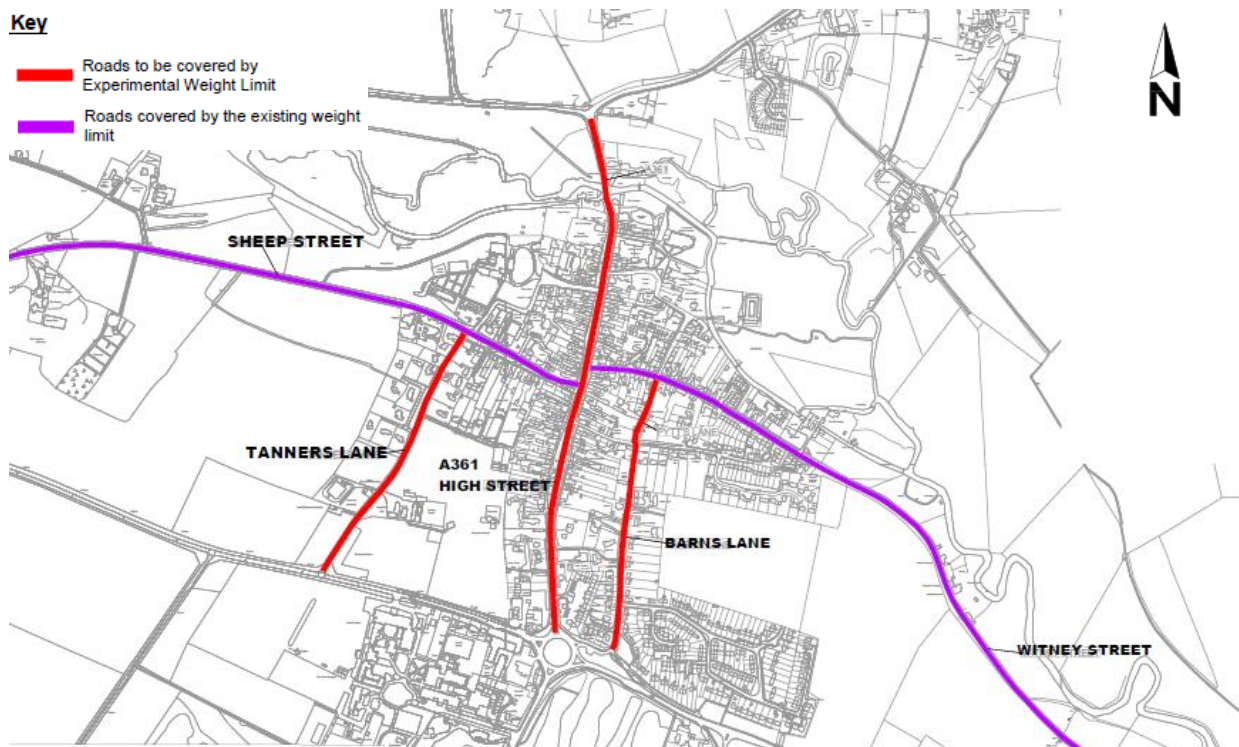 Key
Roads to be covered by
Experimental Weight Limit
Roads covered by the existing weight
limit
N
A361
SHEEP STREET
TANNERS LANE
A361
HIGH STREET
BARNS LANE
WITNEY STREET